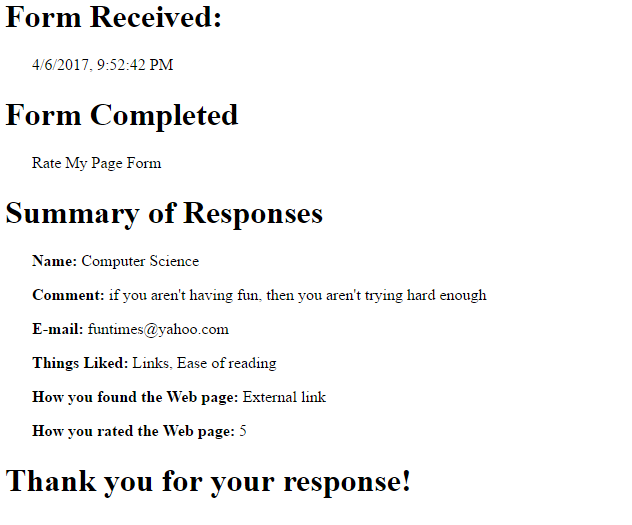 Form Received:
4/6/2017, 9:52:42 PM
Form Completed
Rate My Page Form
Summary of Responses
Name: Computer Science
Comment: if you aren't having fun, then you aren't trying hard enough
E-mail: funtimes@yahoo.com
Things Liked: Links, Ease of reading
How you found the Web page: External link
How you rated the Web page: 5
Thank you for your response!